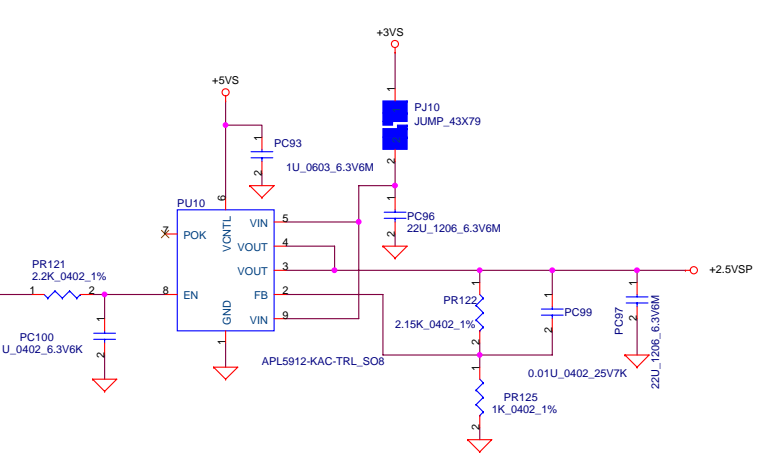 +3VS
+5VS
1
PJ10
JUMP_43X79
2
1
PC93
2
1U_0603_6.3V6M
PU10
6
1
PC96
22U_1206_6.3V6M
2
7
POK
VCNTL
VIN
5
VOUT
4
VOUT
3
+2.5VSP
PR121
2.2K_0402_1%
1
2
8
EN
FB
2
GND
VIN
9
1
PR122
2.15K_0402_1%
2
1
PC99
2
1
PC97
2
22U_1206_6.3V6M
1
PC100
U_0402_6.3V6K
2
1
APL5912-KAC-TRL_SO8
0.01U_0402_25V7K
1
PR125
1K_0402_1%
2